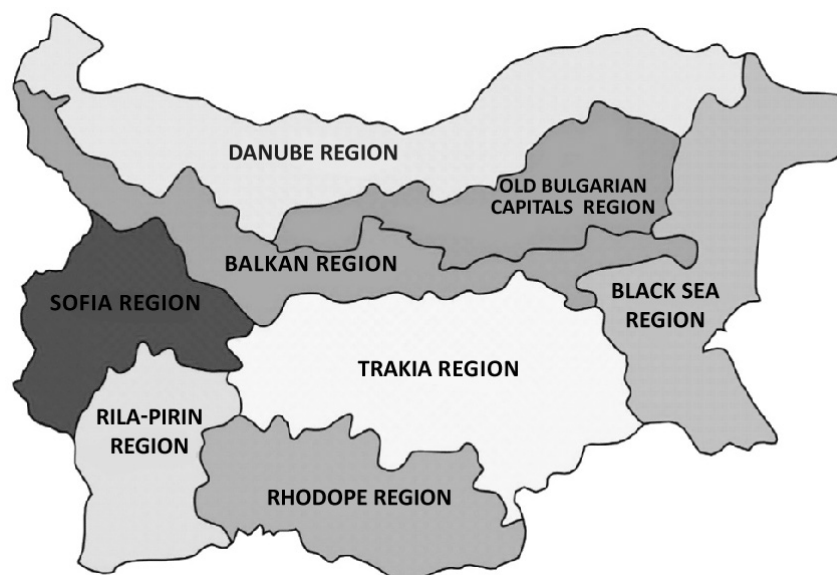 DANUBE REGION
OLD BULGARIAN
CAPITALS REGION
BALKAN REGION
SOFIA REGION
BLACK SEA
REGION
TRAKIA REGION
RILA-PIRIN
REGION
RHODOPE REGION